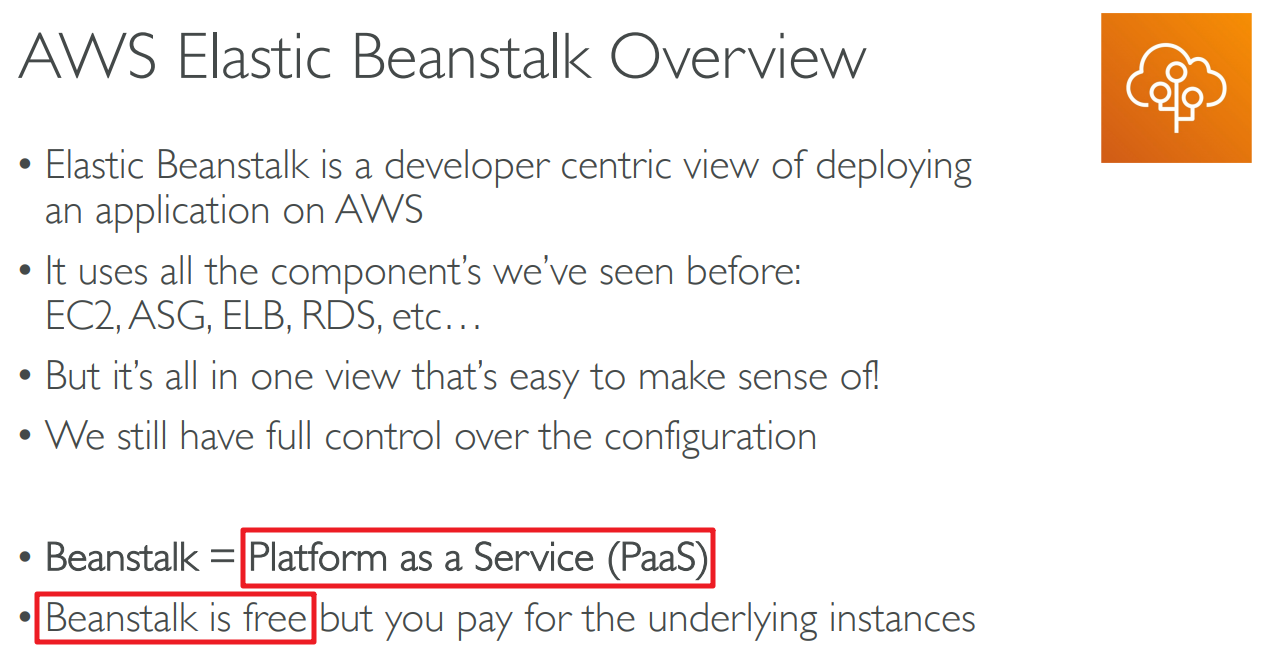 AWS Elastic Beanstalk Overview
• Elastic Beanstalk is a developer centric view of deploying
an application on AWS
• It uses all the component's we've seen before:
EC2, ASG, ELB, RDS, etc…
• But it's all in one view that's easy to make sense of!
• We still have full control over the configuration
• Beanstalk = Platform as a Service (PaaS)
• Beanstalk is free but you pay for the underlying instances